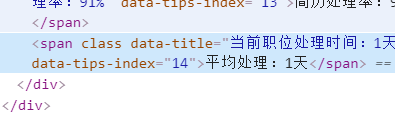 理率：91%" data-tips-index="13">简历处理率：9
</span>
<span class data-title="当前职位处理时间：1天
data-tips-index="14">平均处理：1天</span> ==
</div>
</div>